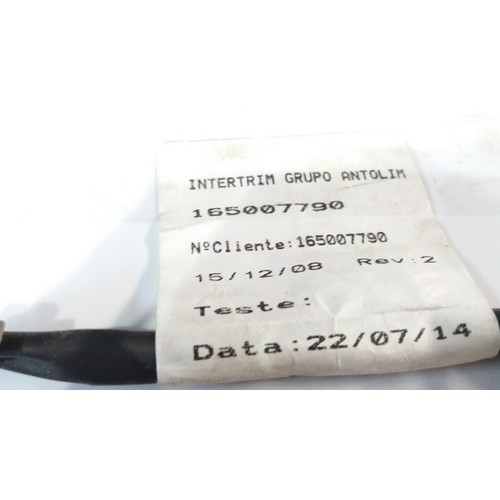 INTERTRIM GRUPO ANTOLIM
165007790
NºCliente:165007790
15/12/08 Rev:2
Teste:
Data:22/07/14